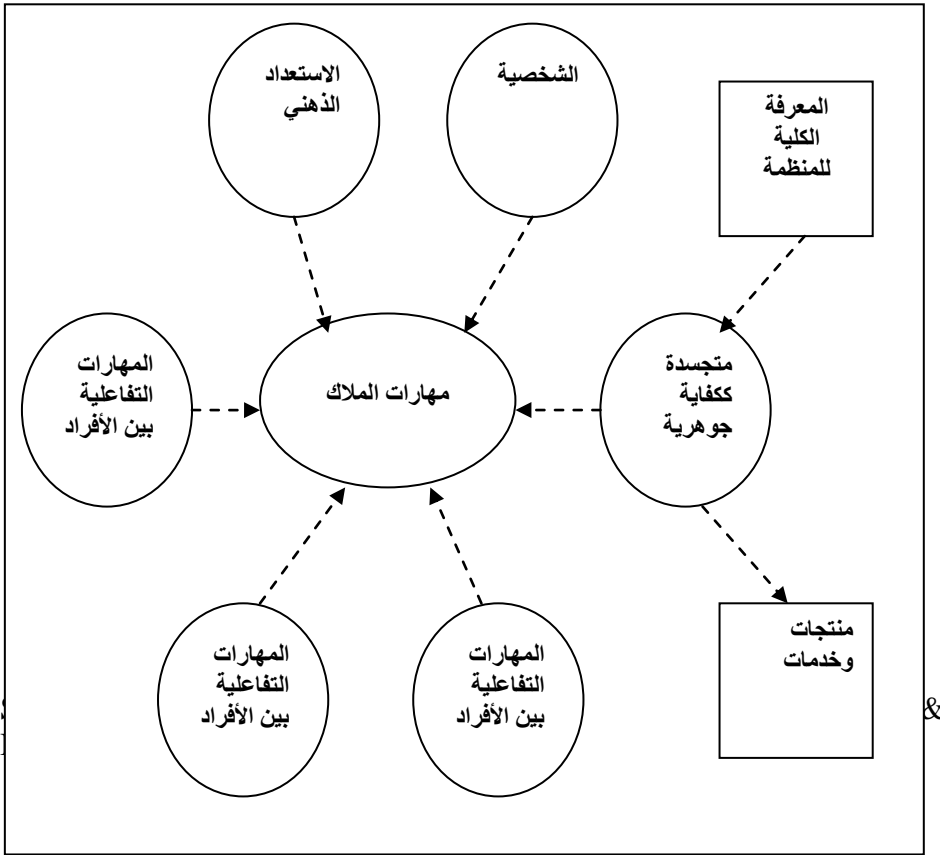 الشخصية
الاستعداد
الذهني
المعرفة
الكلية
للمنظمة
متجسدة
ككفاية
جوهرية
مهارات الملاك
المهارات
التفاعلية
بين الأفراد
منتجات
وخدمات
المهارات
التفاعلية
بين الأفراد
المهارات
التفاعلية
بين الأفراد
&